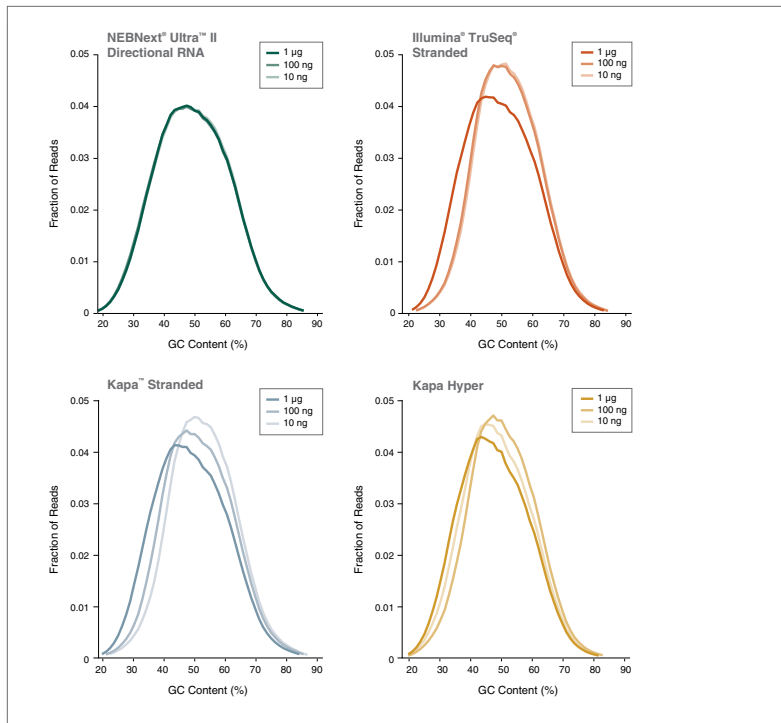 NEBNext® Ultra™ II
Directional RNA
1 µg
100 ng
10 ng
0.05
0.04
0.03
0.02
0.01
0
Fraction of Reads
20 30 40 50 60 70 80 90
GC Content (%)
Illumina® TruSeq®
Stranded
1 µg
100 ng
10 ng
0.05
0.04
0.03
0.02
0.01
0
Fraction of Reads
20 30 40 50 60 70 80 90
GC Content (%)
Kapa™ Stranded
1 µg
100 ng
10 ng
0.05
0.04
0.03
0.02
0.01
0
Fraction of Reads
20 30 40 50 60 70 80 90
GC Content (%)
Kapa Hyper
1 µg
100 ng
10 ng
0.05
0.04
0.03
0.02
0.01
0
Fraction of Reads
20 30 40 50 60 70 80 90
GC Content (%)